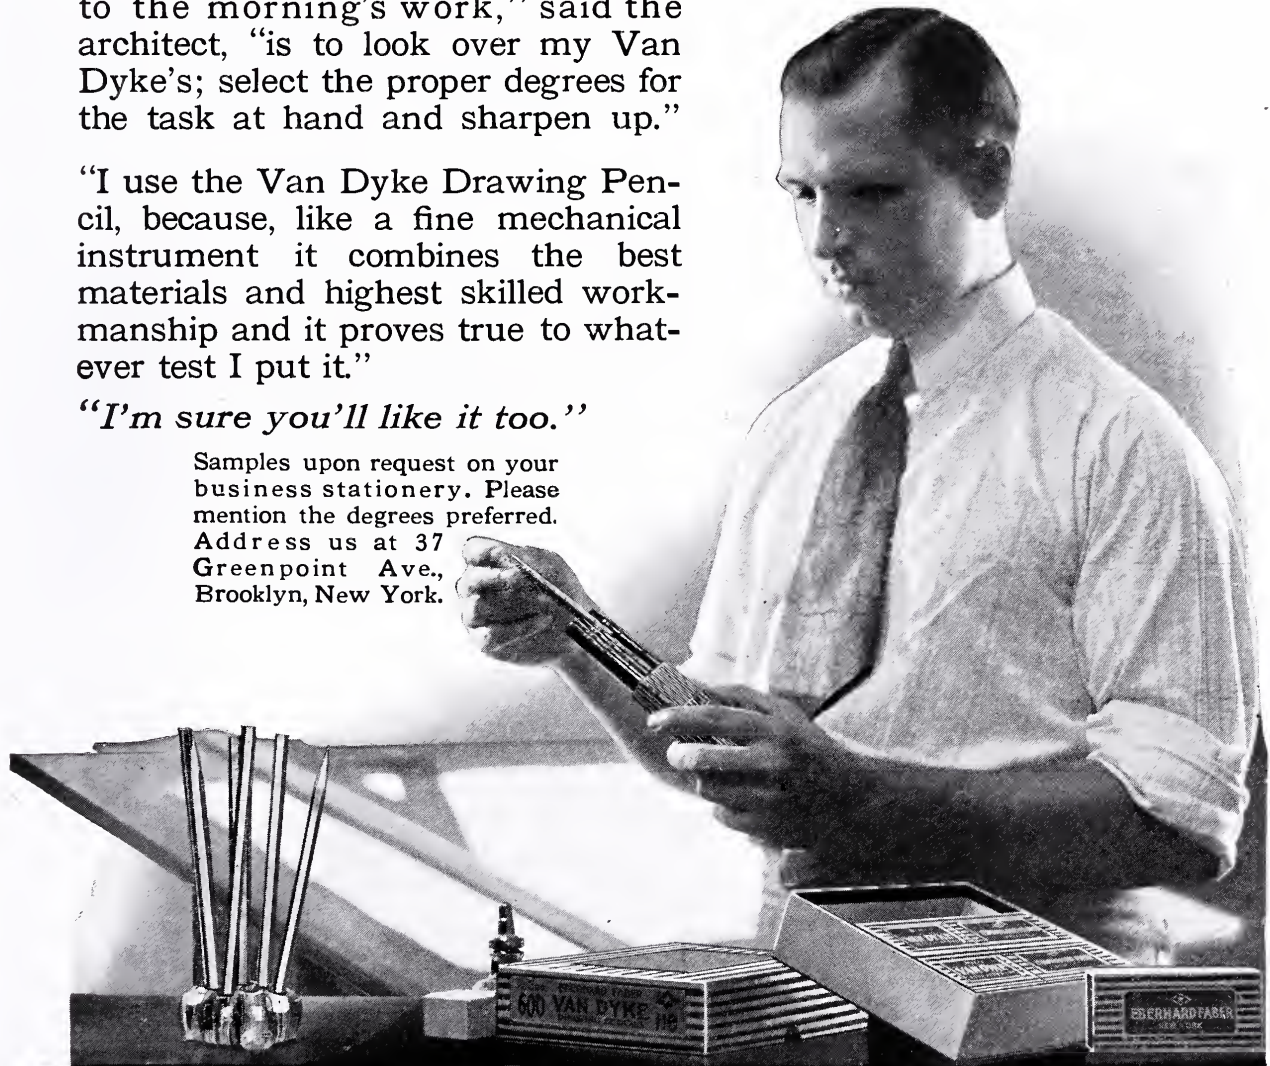 to the morning's work," said the
architect, "is to look over my Van
Dyke's; select the proper degrees for
the task at hand and sharpen up."
"I use the Van Dyke Drawing Pen-
cil, because, like a fine mechanical
instrument it combines the best
materials and highest skilled work-
manship and it proves true to what-
ever test I put it."
"I'm sure you'll like it too."
Samples upon request on your
business stationery. Please
mention the degrees preferred.
Address us at 37
Greenpoint Ave.,
Brooklyn, New York.
EBERHARD FABER
600 VAN DYKE
EBERHARD FABER
NEW YORK